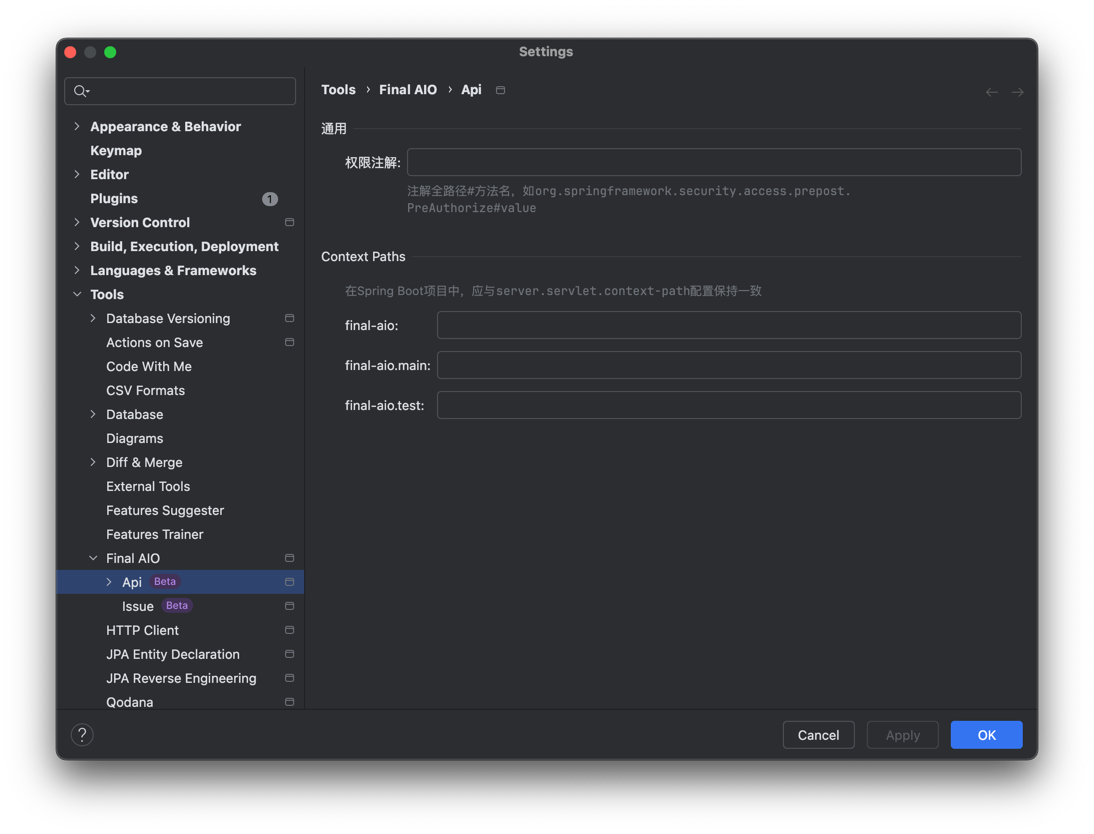 Settings
Appearance & Behavior
Keymap
Editor
Plugins 1
Version Control
Build, Execution, Deployment
Languages & Frameworks
Tools
Database Versioning
Actions on Save
Code With Me
CSV Formats
Database
Diagrams
Diff & Merge
External Tools
Features Suggester
Features Trainer
Final AIO
Api Beta
Issue Beta
HTTP Client
JPA Entity Declaration
JPA Reverse Engineering
Qodana
Tools › Final AIO › Api
通用
权限注解:
注解全路径#方法名，如org.springframework.security.access.prepost.
PreAuthorize#value
Context Paths
在Spring Boot项目中，应与server.servlet.context-path配置保持一致
final-aio:
final-aio.main:
final-aio.test:
?
Cancel
Apply
OK